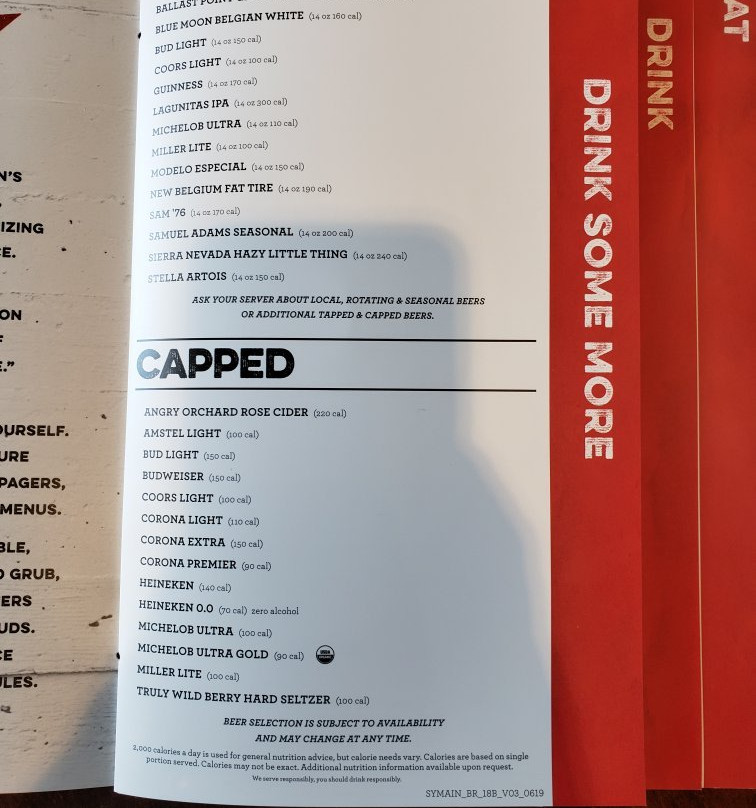 N'S
IZING
E.
ON
F
E."
OURSELF.
URE
PAGERS,
MENUS.
BLE,
D GRUB,
ERS
UDS.
CE
ULES.
BALLAST POINT
BLUE MOON BELGIAN WHITE (14 oz 160 cal)
BUD LIGHT (14 oz 150 cal)
COORS LIGHT (14 oz 100 cal)
GUINNESS (14 oz 170 cal)
LAGUNITAS IPA (14 oz 300 cal)
MICHELOB ULTRA (14 oz 110 cal)
MILLER LITE (14 oz 100 cal)
MODELO ESPECIAL (14 oz 150 cal)
NEW BELGIUM FAT TIRE (14 oz 190 cal)
SAM '76 (14 oz 170 cal)
SAMUEL ADAMS SEASONAL (14 oz 200 cal)
SIERRA NEVADA HAZY LITTLE THING (14 oz 240 cal)
STELLA ARTOIS (14 oz 150 cal)
ASK YOUR SERVER ABOUT LOCAL, ROTATING & SEASONAL BEERS
OR ADDITIONAL TAPPED & CAPPED BEERS.
CAPPED
ANGRY ORCHARD ROSE CIDER (220 cal)
AMSTEL LIGHT (100 cal)
BUD LIGHT (150 cal)
BUDWEISER (150 cal)
COORS LIGHT (100 cal)
CORONA LIGHT (110 cal)
CORONA EXTRA (150 cal)
CORONA PREMIER (90 cal)
HEINEKEN (140 cal)
HEINEKEN 0.0 (70 cal) zero alcohol
MICHELOB ULTRA (100 cal)
MICHELOB ULTRA GOLD (90 cal)
MILLER LITE (100 cal)
TRULY WILD BERRY HARD SELTZER (100 cal)
BEER SELECTION IS SUBJECT TO AVAILABILITY
AND MAY CHANGE AT ANY TIME.
2,000 calories a day is used for general nutrition advice, but calorie needs vary. Calories are based on single
portion served. Calories may not be exact. Additional nutrition information available upon request.
We serve responsibly, you should drink responsibly.
SYMAIN_BR_18B_V03_0619
DRINK SOME MORE
DRINK
AT